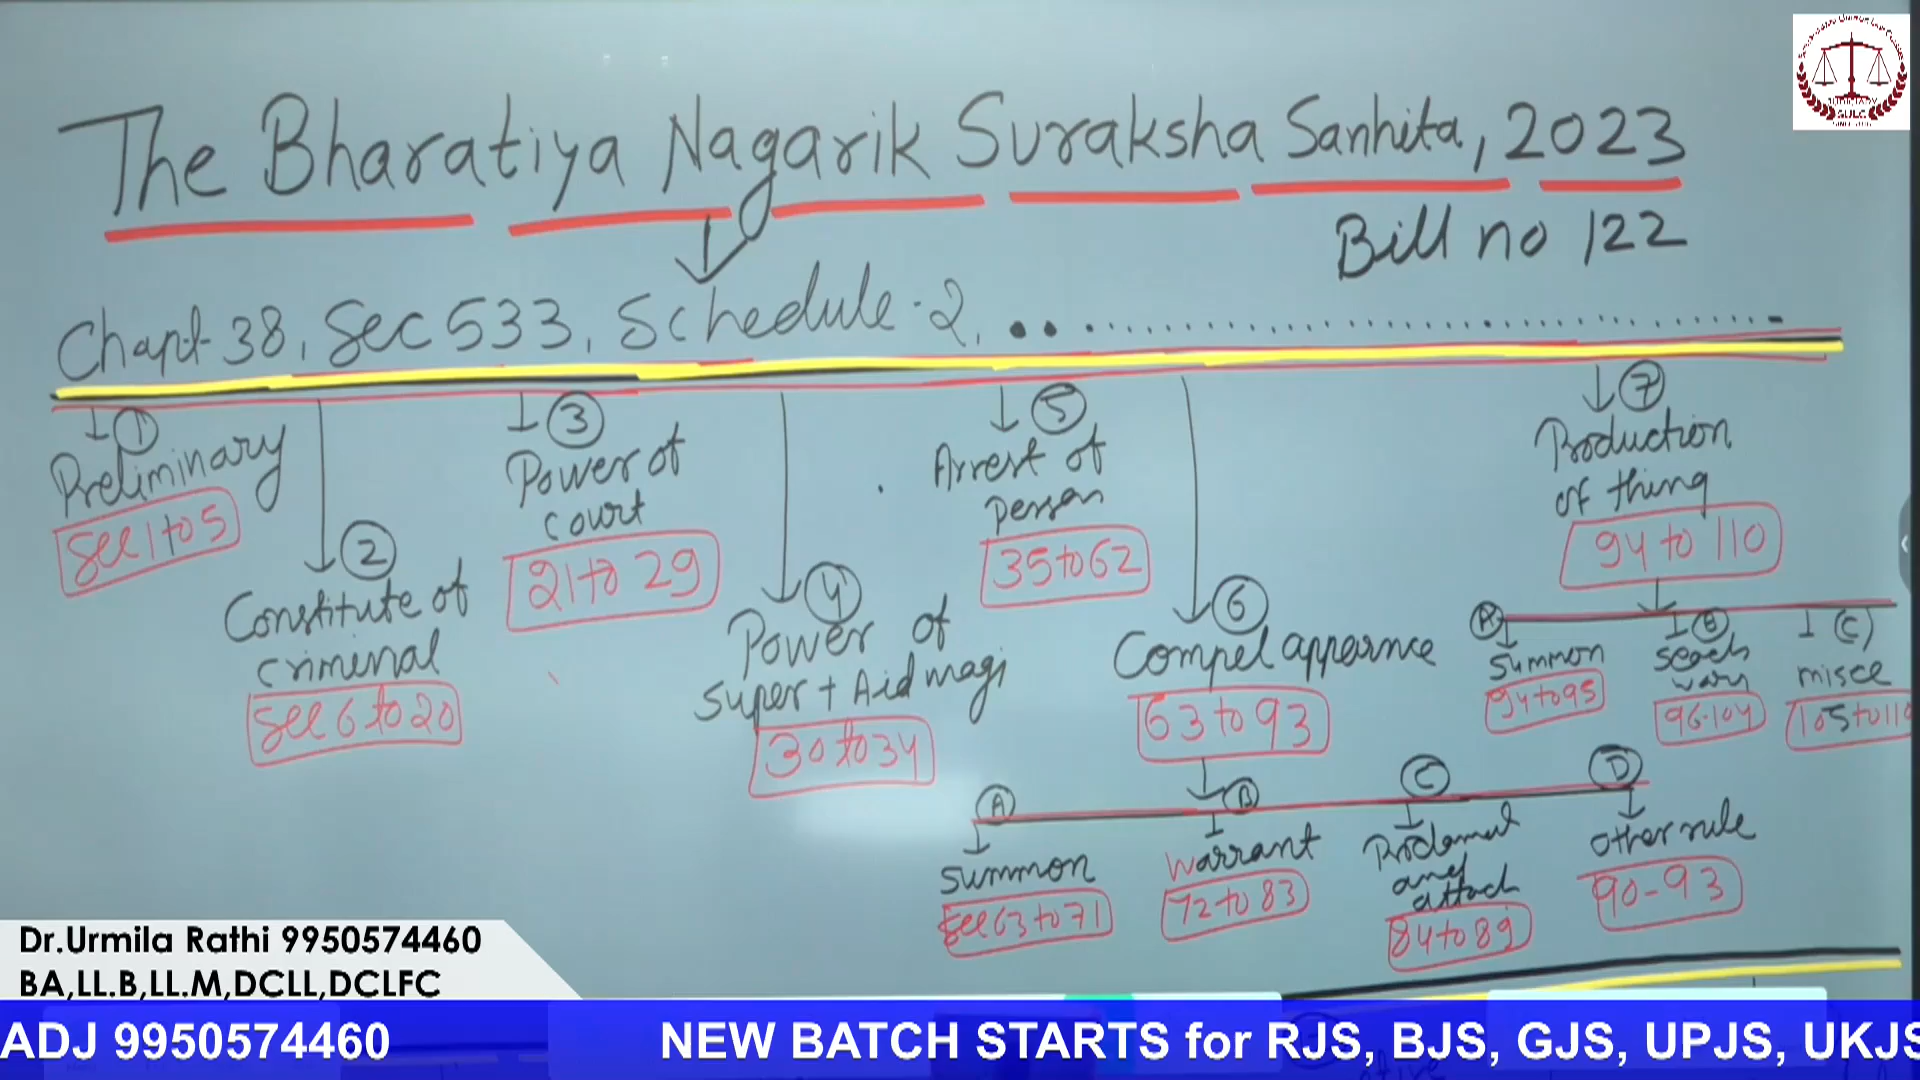 The Bharatiya Nagarik Suraksha Sanhita, 2023
Bill no 122
Chapt-38, Sec 533, Schedule-2,
1
Preliminary
Sec 1 to 5
2
Constitute of
criminal
Sec 6 to 20
3
Power of
court
21 to 29
4
Power of
super + Aid magi
30 to 34
5
Arrest of
person
35 to 62
6
Compel appearnce
63 to 93
A
summon
Sec 63 to 71
B
Warrant
72 to 83
C
and
attach
84 to 89
D
other rule
90-93
7
Production
of thing
94 to 110
A
summon
94 to 95
B
96-104
(C)
misce
105 to 110
Dr.Urmila Rathi 9950574460
BA,LL.B,LL.M,DCLL,DCLFC
ADJ 9950574460 NEW BATCH STARTS for RJS, BJS, GJS, UPJS, UKJS